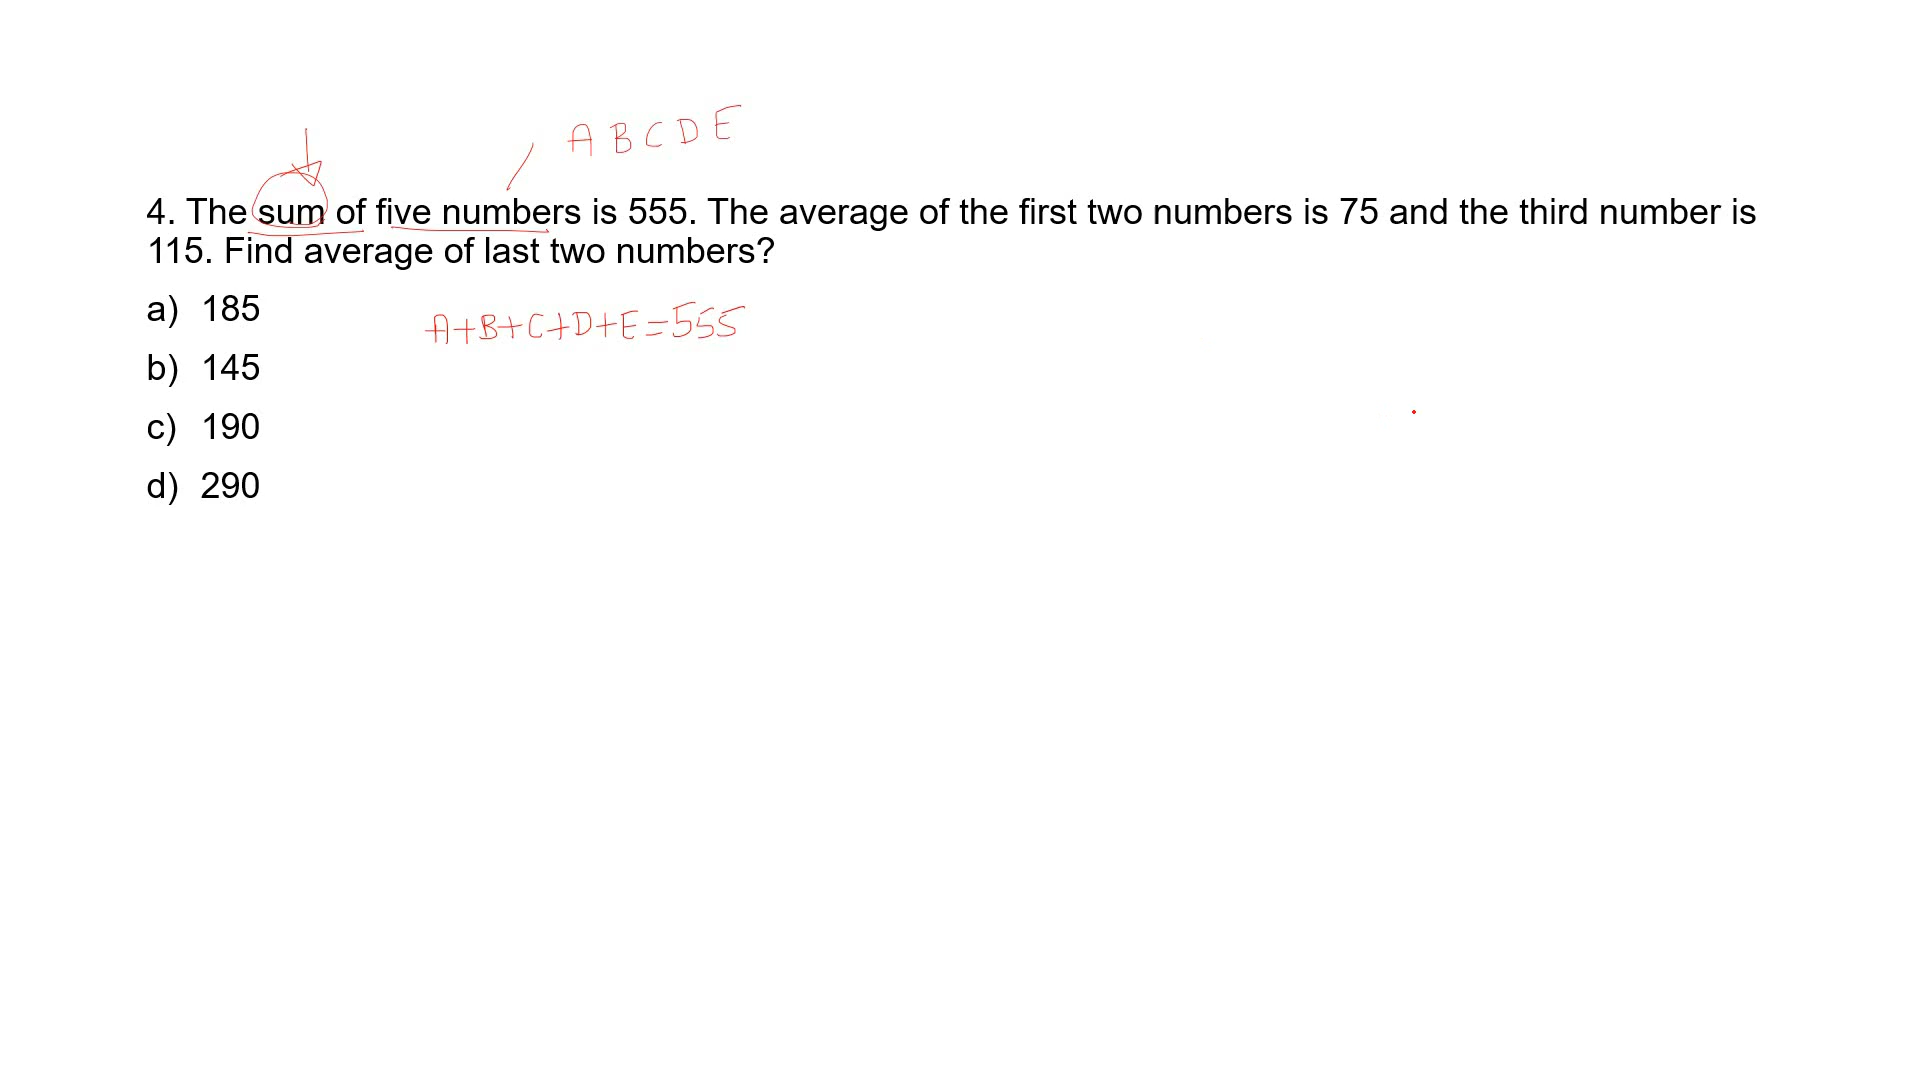 A B C D E
4. The sum of five numbers is 555. The average of the first two numbers is 75 and the third number is
115. Find average of last two numbers?
a) 185
A+B+C+D+E=555
b) 145
c) 190
d) 290